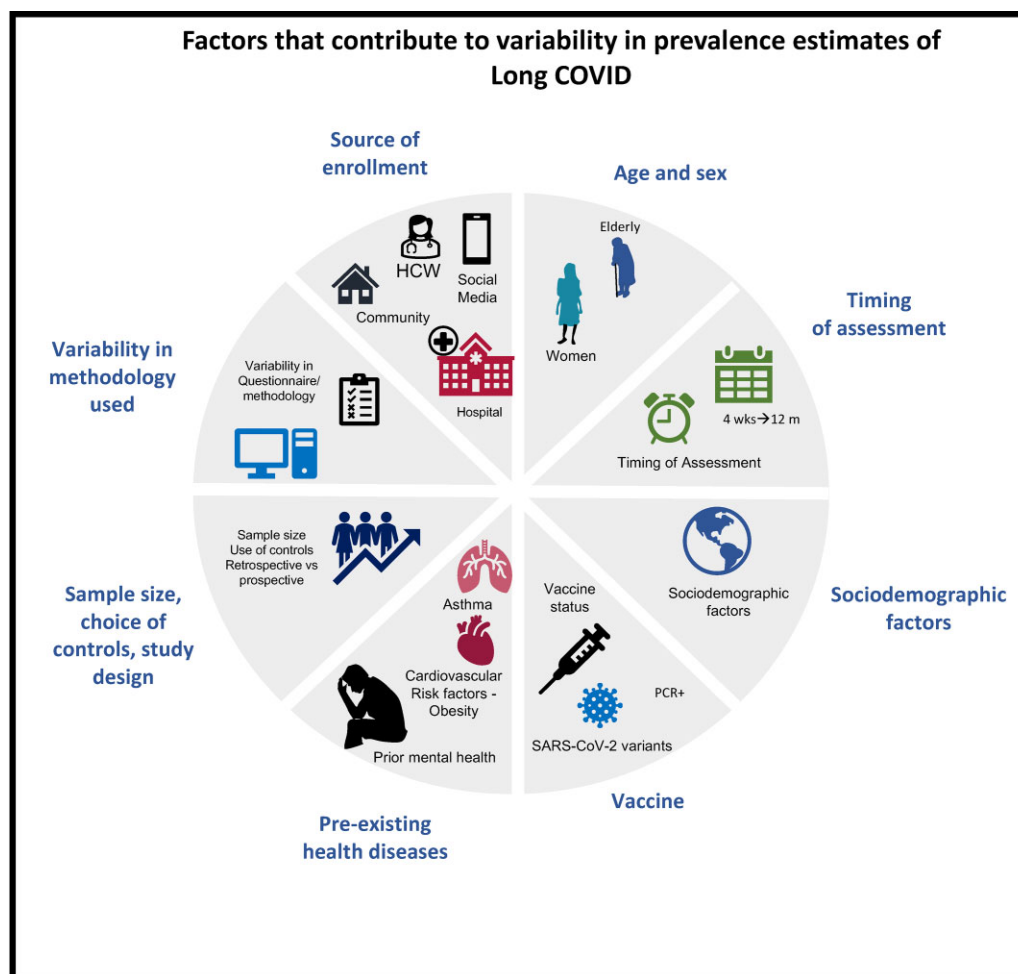 Factors that contribute to variability in prevalence estimates of
Long COVID
Source of
enrollment
HCW
Social
Media
Community
Hospital
Age and sex
Elderly
Women
Timing
of assessment
4 wks→12 m
Timing of Assessment
Variability in
methodology
used
Variability in
Questionnaire/
methodology
Sample size,
choice of
controls, study
design
Sample size
Use of controls
Retrospective vs
prospective
Asthma
Cardiovascular
Risk factors -
Obesity
Prior mental health
Pre-existing
health diseases
Vaccine
status
PCR+
SARS-CoV-2 variants
Vaccine
Sociodemographic
factors
Sociodemographic
factors